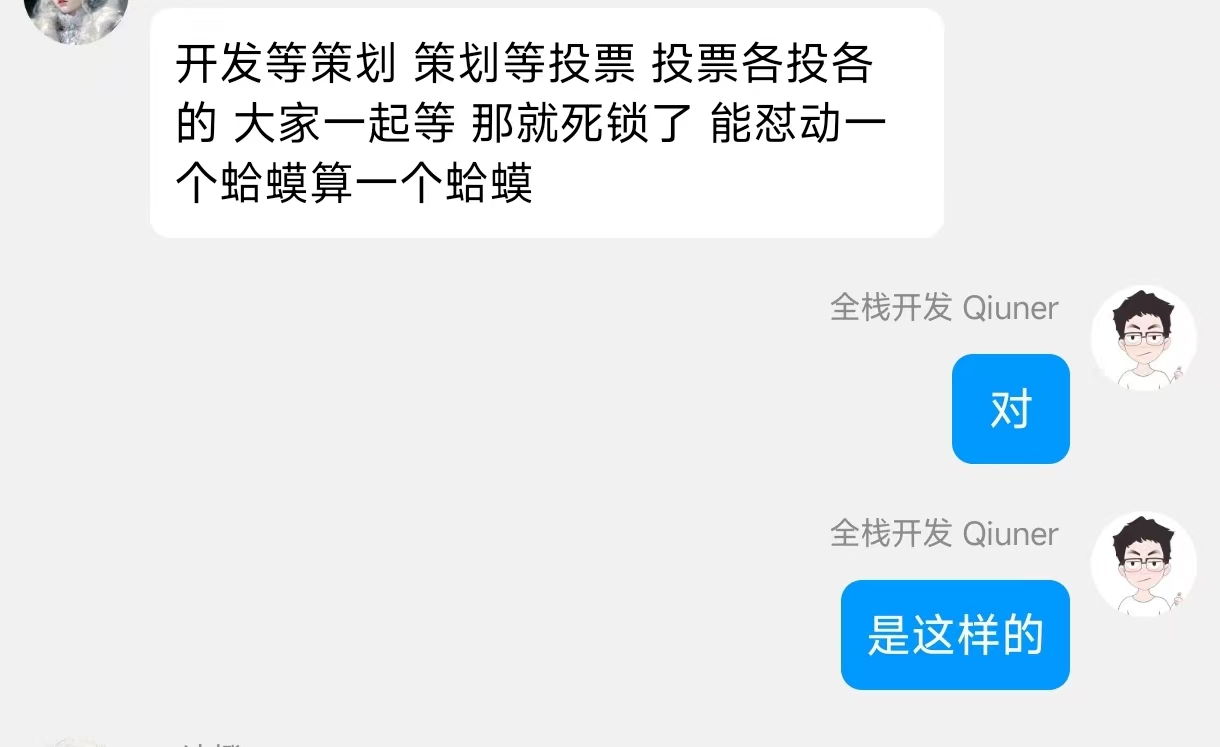 开发等策划 策划等投票 投票各投各
的 大家一起等 那就死锁了 能怼动一
个蛤蟆算一个蛤蟆
全栈开发 Qiuner
对
全栈开发 Qiuner
是这样的